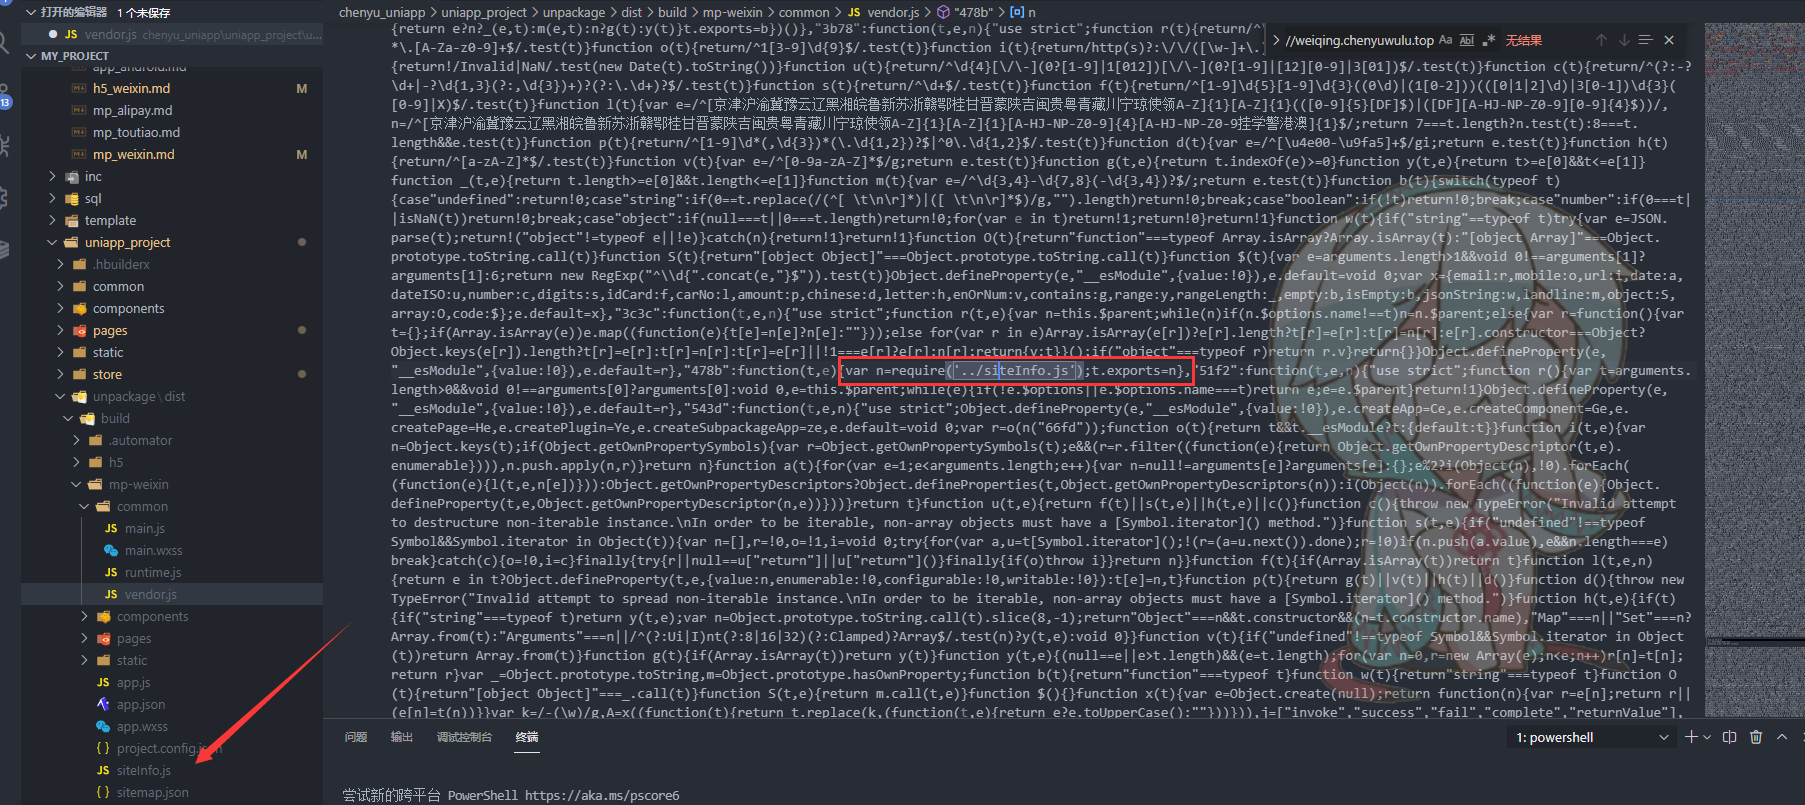 打开的编辑器 1 个未保存
JS vendor.js chenyu_uniapp\uniapp_project\u...
MY_PROJECT
app_android.md
h5_weixin.md M
mp_alipay.md
mp_toutiao.md
mp_weixin.md M
inc
sql
template
uniapp_project
.hbuilderx
common
components
pages
static
store
unpackage \ dist
build
.automator
h5
mp-weixin
common
JS main.js
main.wxss
JS runtime.js
JS vendor.js
components
pages
static
JS app.js
app.json
app.wxss
{ } project.config.json
JS siteInfo.js
{ } sitemap.json
13
chenyu_uniapp > uniapp_project > unpackage > dist > build > mp-weixin > common > JS vendor.js > "478b" > n
//weiqing.chenyuwulu.top Aa Abl .* 无结果
{return e?n?_(e,t):m(e,t):n?g(t):y(t)}t.exports=b})()},"3b78":function(t,e,n){"use strict";function r(t){return/^
*\.[A-Za-z0-9]+$/.test(t)}function o(t){return/^1[3-9]\d{9}$/.test(t)}function i(t){return/http(s)?:\/\/([\w-]+\.
{return!/Invalid|NaN/.test(new Date(t).toString())}function u(t){return/^\d{4}[\/\-](0?[1-9]|1[012])[\/\-](0?[1-9]|[12][0-9]|3[01])$/.test(t)}function c(t){return/^(?:-?
\d+|-?\d{1,3}(?:,\d{3})+)?(?:\.\d+)?$/.test(t)}function s(t){return/^\d+$/.test(t)}function f(t){return/^[1-9]\d{5}[1-9]\d{3}((0\d)|(1[0-2]))(([0|1|2]\d)|3[0-1])\d{3}(
[0-9]|X)$/.test(t)}function l(t){var e=/^[京津沪渝冀豫云辽黑湘皖鲁新苏浙赣鄂桂甘晋蒙陕吉闽贵粤青藏川宁琼使领A-Z]{1}[A-Z]{1}(([0-9]{5}[DF]$)|([DF][A-HJ-NP-Z0-9][0-9]{4}$))/,
n=/^[京津沪渝冀豫云辽黑湘皖鲁新苏浙赣鄂桂甘晋蒙陕吉闽贵粤青藏川宁琼使领A-Z]{1}[A-Z]{1}[A-HJ-NP-Z0-9]{4}[A-HJ-NP-Z0-9挂学警港澳]{1}$/;return 7===t.length?n.test(t):8===t.
length&&e.test(t)}function p(t){return/^[1-9]\d*(,\d{3})*(\.\d{1,2})?$|^0\.\d{1,2}$/.test(t)}function d(t){var e=/^[\u4e00-\u9fa5]+$/gi;return e.test(t)}function h(t)
{return/^[a-zA-Z]*$/.test(t)}function v(t){var e=/^[0-9a-zA-Z]*$/g;return e.test(t)}function g(t,e){return t.indexOf(e)>=0}function y(t,e){return t>=e[0]&&t<=e[1]}
function _(t,e){return t.length>=e[0]&&t.length<=e[1]}function m(t){var e=/^\d{3,4}-\d{7,8}(-\d{3,4})?$/;return e.test(t)}function b(t){switch(typeof t)
{case"undefined":return!0;case"string":if(0==t.replace(/(^[ \t\n\r]*)|([ \t\n\r]*$)/g,"").length)return!0;break;case"boolean":if(!t)return!0;break;case"number":if(0===t|
|isNaN(t))return!0;break;case"object":if(null===t||0===t.length)return!0;for(var e in t)return!1;return!0}return!1}function w(t){if("string"==typeof t)try{var e=JSON.
parse(t);return!("object"!=typeof e||!e)}catch(n){return!1}return!1}function O(t){return"function"===typeof Array.isArray?Array.isArray(t):"[object Array]"===Object.
prototype.toString.call(t)}function S(t){return"[object Object]"===Object.prototype.toString.call(t)}function $(t){var e=arguments.length>1&&void 0!==arguments[1]?
arguments[1]:6;return new RegExp("^\\d{".concat(e,"}$")).test(t)}Object.defineProperty(e,"__esModule",{value:!0}),e.default=void 0;var x={email:r,mobile:o,url:i,date:a,
dateISO:u,number:c,digits:s,idCard:f,carNo:l,amount:p,chinese:d,letter:h,enOrNum:v,contains:g,range:y,rangeLength:_,empty:b,isEmpty:b,jsonString:w,landline:m,object:S,
array:O,code:$};e.default=x},"3c3c":function(t,e,n){"use strict";function r(t,e){var n=this.$parent;while(n)if(n.$options.name!==t)n=n.$parent;else{var r=function(){var
t={};if(Array.isArray(e))e.map((function(e){t[e]=n[e]?n[e]:""}));else for(var r in e)Array.isArray(e[r])?e[r].length?t[r]=e[r]:t[r]=n[r]:e[r].constructor===Object?
Object.keys(e[r]).length?t[r]=e[r]:t[r]=n[r]:t[r]=e[r]||!1===e[r]?e[r]:n[r];return{v:t}}();if("object"===typeof r)return r.v}return{}}Object.defineProperty(e,
"__esModule",{value:!0}),e.default=r},"478b":function(t,e){var n=require('../siteInfo.js');t.exports=n},"51f2":function(t,e,n){"use strict";function r(){var t=arguments.
length>0&&void 0!==arguments[0]?arguments[0]:void 0,e=this.$parent;while(e){if(!e.$options||e.$options.name===t)return e;e=e.$parent}return!1}Object.defineProperty(e,
"__esModule",{value:!0}),e.default=r},"543d":function(t,e,n){"use strict";Object.defineProperty(e,"__esModule",{value:!0}),e.createApp=Ce,e.createComponent=Ge,e.
createPage=He,e.createPlugin=Ye,e.createSubpackageApp=ze,e.default=void 0;var r=o(n("66fd"));function o(t){return t&&t.__esModule?t:{default:t}}function i(t,e){var
n=Object.keys(t);if(Object.getOwnPropertySymbols){var r=Object.getOwnPropertySymbols(t);e&&(r=r.filter((function(e){return Object.getOwnPropertyDescriptor(t,e).
enumerable}))),n.push.apply(n,r)}return n}function a(t){for(var e=1;e<arguments.length;e++){var n=null!=arguments[e]?arguments[e]:{};e%2?i(Object(n),!0).forEach(
(function(e){l(t,e,n[e])})):Object.getOwnPropertyDescriptors?Object.defineProperties(t,Object.getOwnPropertyDescriptors(n)):i(Object(n)).forEach((function(e){Object.
defineProperty(t,e,Object.getOwnPropertyDescriptor(n,e))}))}return t}function u(t,e){return f(t)||s(t,e)||h(t,e)||c()}function c(){throw new TypeError("Invalid attempt
to destructure non-iterable instance.\nIn order to be iterable, non-array objects must have a [Symbol.iterator]() method.")}function s(t,e){if("undefined"!==typeof
Symbol&&Symbol.iterator in Object(t)){var n=[],r=!0,o=!1,i=void 0;try{for(var a,u=t[Symbol.iterator]();!(r=(a=u.next()).done);r=!0)if(n.push(a.value),e&&n.length===e)
break}catch(c){o=!0,i=c}finally{try{r||null==u["return"]||u["return"]()}finally{if(o)throw i}}return n}}function f(t){if(Array.isArray(t))return t}function l(t,e,n)
{return e in t?Object.defineProperty(t,e,{value:n,enumerable:!0,configurable:!0,writable:!0}):t[e]=n,t}function p(t){return g(t)||v(t)||h(t)||d()}function d(){throw new
TypeError("Invalid attempt to spread non-iterable instance.\nIn order to be iterable, non-array objects must have a [Symbol.iterator]() method.")}function h(t,e){if(t)
{if("string"===typeof t)return y(t,e);var n=Object.prototype.toString.call(t).slice(8,-1);return"Object"===n&&t.constructor&&(n=t.constructor.name),"Map"===n||"Set"===n?
Array.from(t):"Arguments"===n||/^(?:Ui|I)nt(?:8|16|32)(?:Clamped)?Array$/.test(n)?y(t,e):void 0}}function v(t){if("undefined"!==typeof Symbol&&Symbol.iterator in Object
(t))return Array.from(t)}function g(t){if(Array.isArray(t))return y(t)}function y(t,e){(null==e||e>t.length)&&(e=t.length);for(var n=0,r=new Array(e);n<e;n++)r[n]=t[n];
return r}var _=Object.prototype.toString,m=Object.prototype.hasOwnProperty;function b(t){return"function"===typeof t}function w(t){return"string"===typeof t}function O
(t){return"[object Object]"===_.call(t)}function S(t,e){return m.call(t,e)}function $(){}function x(t){var e=Object.create(null);return function(n){var r=e[n];return r||
(e[n]=t(n))}}var k=/-(\w)/g,A=x((function(t){return t.replace(k,(function(t,e){return e?e.toUpperCase():""}))})),j=["invoke","success","fail","complete","returnValue"],
问题 输出 调试控制台 终端 1: powershell
尝试新的跨平台 PowerShell https://aka.ms/pscore6